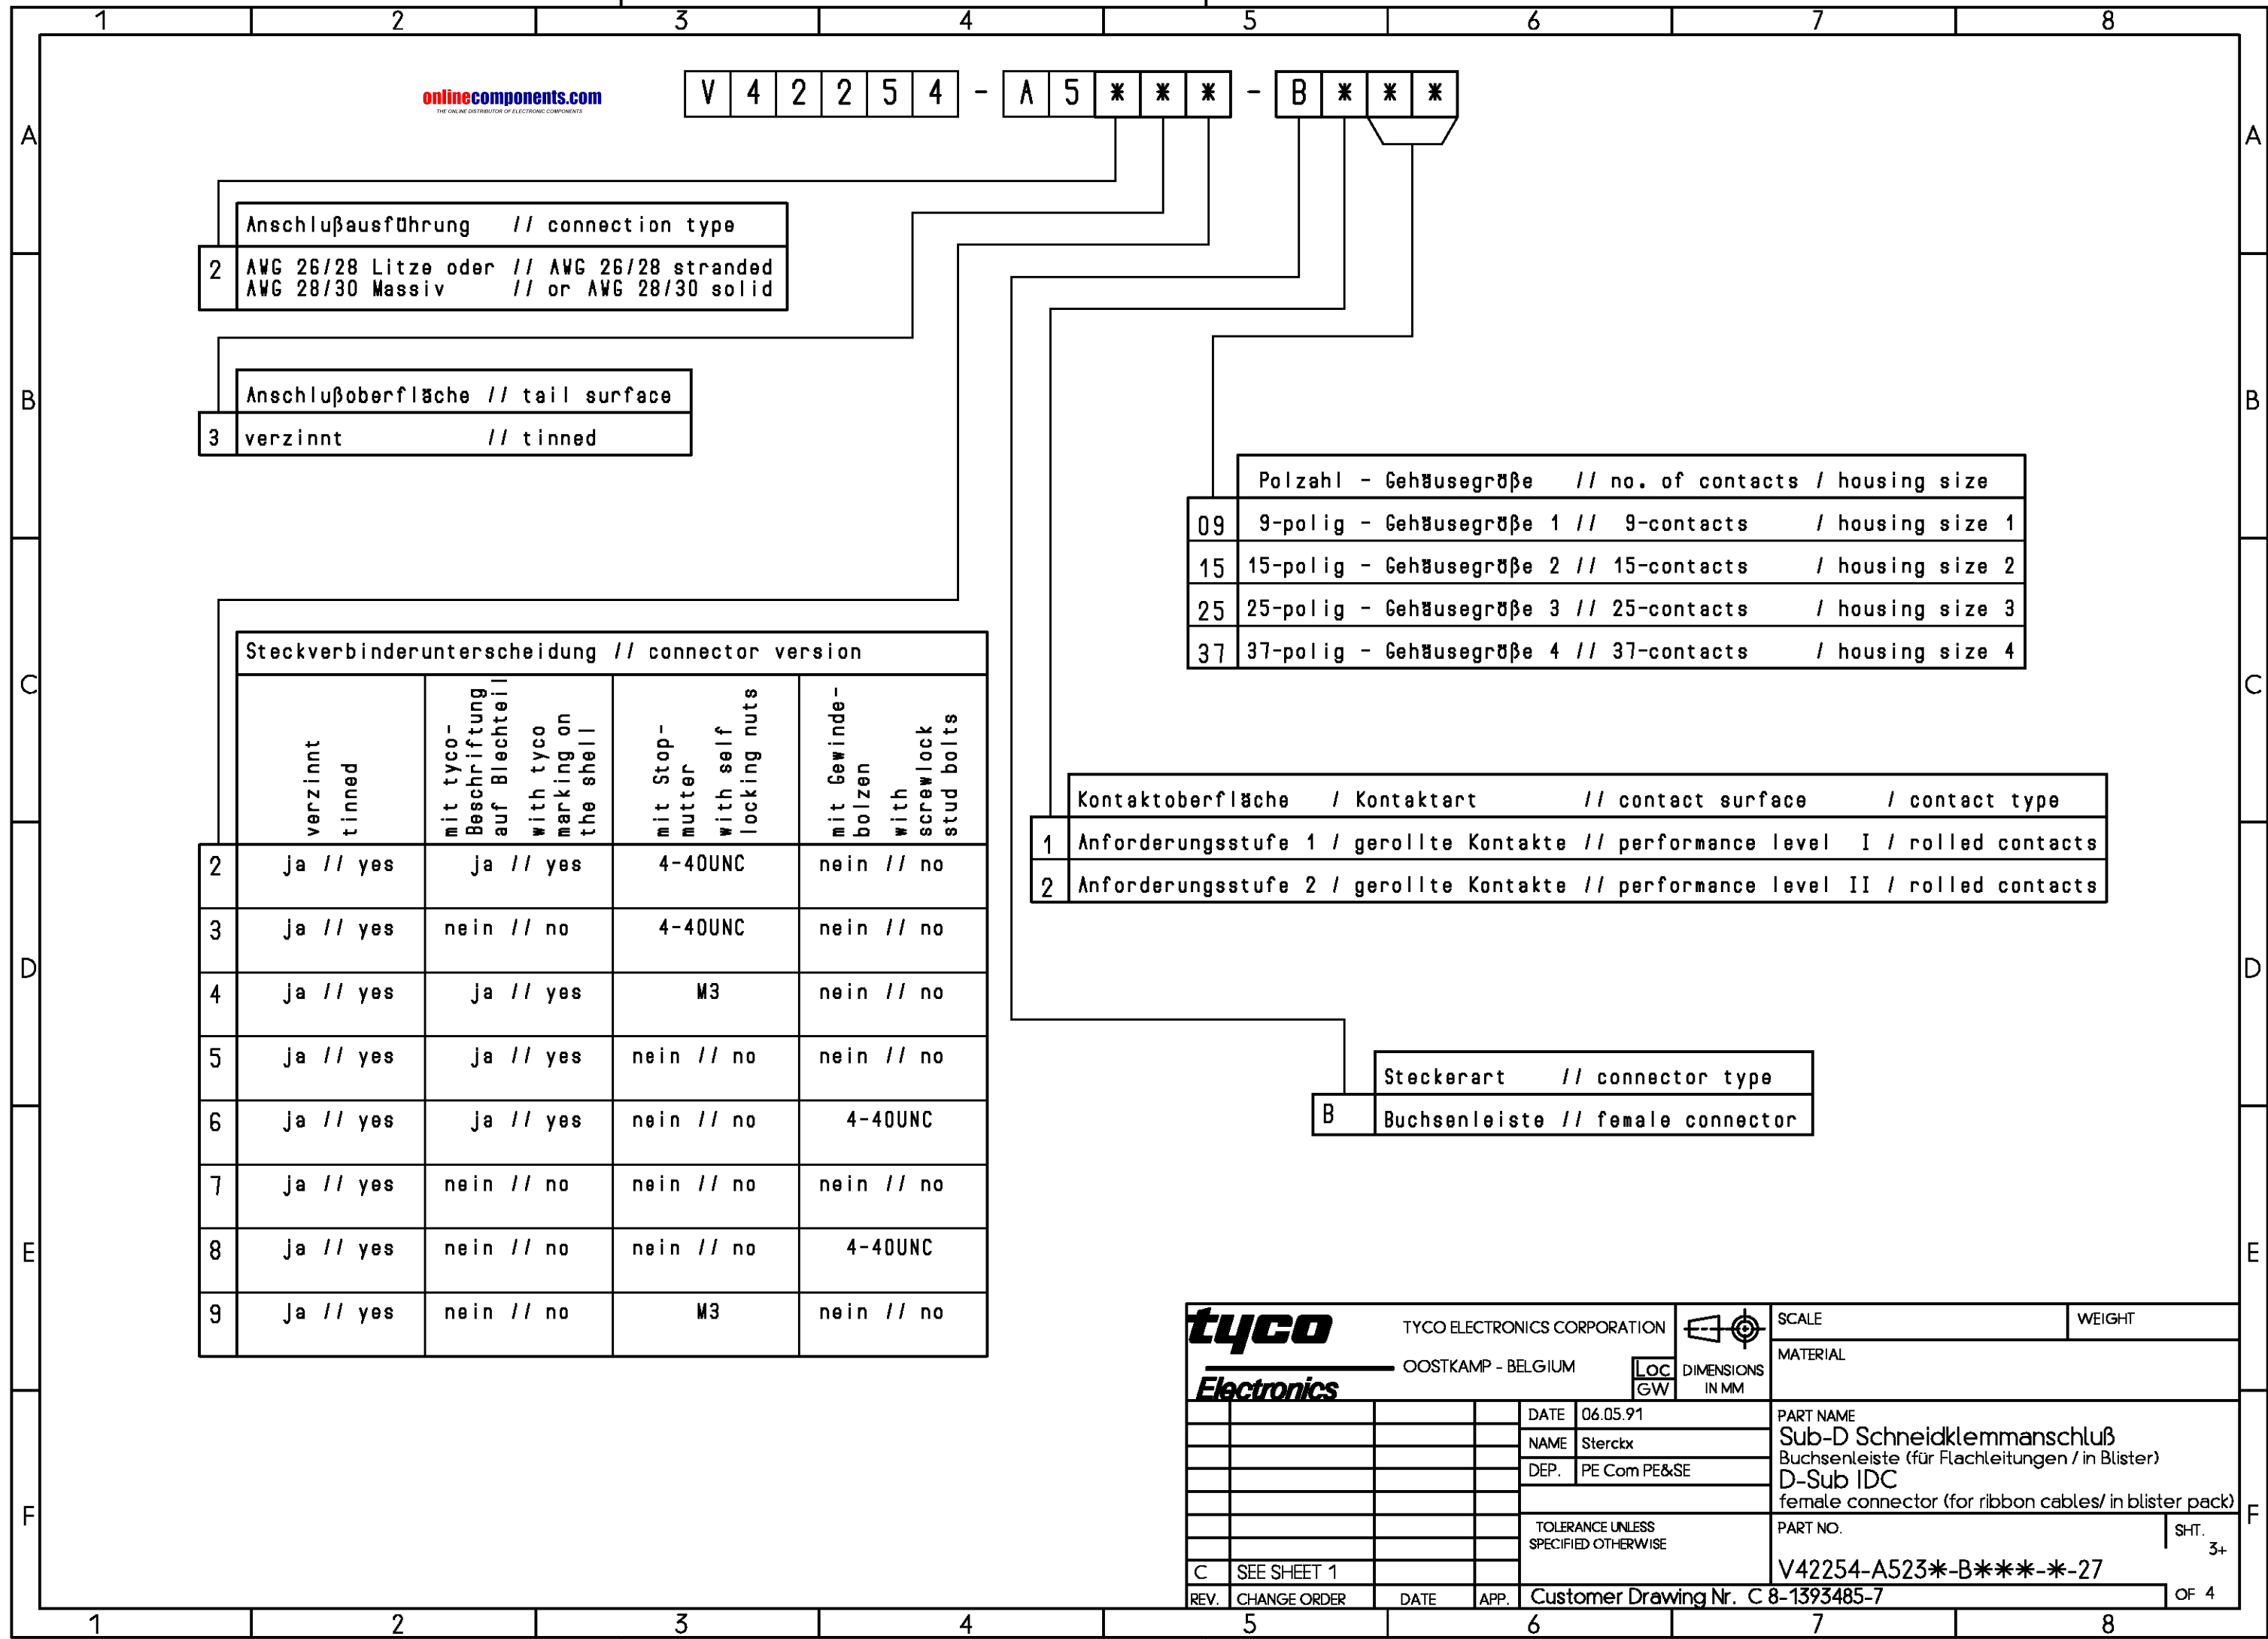 1 2 3 4 5 6 7 8
onlinecomponents.com
THE ONLINE DISTRIBUTOR OF ELECTRONIC COMPONENTS
V 4 2 2 5 4 - A 5 * * * - B * * *
A A
Anschlußausführung // connection type
2 AWG 26/28 Litze oder // AWG 26/28 stranded
AWG 28/30 Massiv // or AWG 28/30 solid
B B
Anschlußoberfläche // tail surface
3 verzinnt // tinned
Polzahl - Gehäusegröße // no. of contacts / housing size
09 9-polig - Gehäusegröße 1 // 9-contacts / housing size 1
15 15-polig - Gehäusegröße 2 // 15-contacts / housing size 2
25 25-polig - Gehäusegröße 3 // 25-contacts / housing size 3
37 37-polig - Gehäusegröße 4 // 37-contacts / housing size 4
C C
Steckverbinderunterscheidung // connector version
verzinnt
tinned
mit tyco-
Beschriftung
auf Blechteil
with tyco
marking on
the shell
mit Stop-
mutter
with self
locking nuts
mit Gewinde-
bolzen
with
screwlock
stud bolts
2 ja // yes ja // yes 4-40UNC nein // no
3 ja // yes nein // no 4-40UNC nein // no
4 ja // yes ja // yes M3 nein // no
5 ja // yes ja // yes nein // no nein // no
6 ja // yes ja // yes nein // no 4-40UNC
7 ja // yes nein // no nein // no nein // no
8 ja // yes nein // no nein // no 4-40UNC
9 Ja // yes nein // no M3 nein // no
Kontaktoberfläche / Kontaktart // contact surface / contact type
1 Anforderungsstufe 1 / gerollte Kontakte // performance level I / rolled contacts
2 Anforderungsstufe 2 / gerollte Kontakte // performance level II / rolled contacts
D D
Steckerart // connector type
B Buchsenleiste // female connector
E E
tyco
Electronics
TYCO ELECTRONICS CORPORATION
OOSTKAMP - BELGIUM
LOC
GW
DIMENSIONS
IN MM
SCALE
WEIGHT
MATERIAL
DATE 06.05.91
NAME Sterckx
DEP. PE Com PE&SE
PART NAME
Sub-D Schneidklemmanschluß
Buchsenleiste (für Flachleitungen / in Blister)
D-Sub IDC
female connector (for ribbon cables/ in blister pack)
F F
TOLERANCE UNLESS
SPECIFIED OTHERWISE
PART NO.
V42254-A523*-B***-*-27
SHT.
3+
OF 4
C SEE SHEET 1
REV. CHANGE ORDER DATE APP. Customer Drawing Nr. C 8-1393485-7
1 2 3 4 5 6 7 8